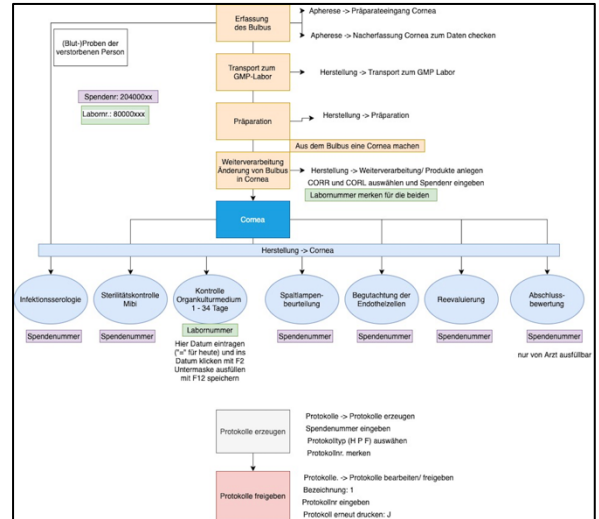 Erfassung
des Bulbus
Apherese -> Präparateeingang Cornea
Apherese -> Nacherfassung Cornea zum Daten checken
(Blut-)Proben der
verstorbenen Person
Transport zum
GMP-Labor
Herstellung -> Transport zum GMP Labor
Spendenr: 204000xx
Labornr.: 80000xxx
Präparation
Herstellung -> Präparation
Aus dem Bulbus eine Cornea machen
Weiterverarbeitung
Änderung von Bulbus
in Cornea
Herstellung -> Weiterverarbeitung/ Produkte anlegen
CORR und CORL auswählen und Spendenr eingeben
Labornummer merken für die beiden
Cornea
Herstellung -> Cornea
Infektionsserologie
Sterilitätskontrolle
Mibi
Kontrolle
Organkulturmedium
1 - 34 Tage
Spaltlampen-
beurteilung
Begutachtung der
Endothelzellen
Reevaluierung
Abschluss-
bewertung
Spendenummer
Spendenummer
Labornummer
Spendenummer
Spendenummer
Spendenummer
Spendenummer
Hier Datum eintragen
("=" für heute) und ins
Datum klicken mit F2
Untermaske ausfüllen
mit F12 speichern
nur von Arzt ausfüllbar
Protokolle erzeugen
Protokolle -> Protokolle erzeugen
Spendenummer eingeben
Protokolltyp (H P F) auswählen
Protokollnr. merken
Protokolle freigeben
Protokolle. -> Protokolle bearbeiten/ freigeben
Bezeichnung: 1
Protokollnr eingeben
Protokoll erneut drucken: J